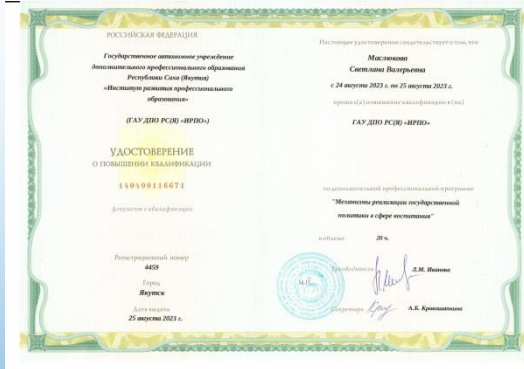 РОССИЙСКАЯ ФЕДЕРАЦИЯ
Государственное автономное учреждение
дополнительного профессионального образования
Республики Саха (Якутия)
«Институт развития профессионального
образования»
(ГАУ ДПО РС(Я) «ИРПО»)
УДОСТОВЕРЕНИЕ
О ПОВЫШЕНИИ КВАЛИФИКАЦИИ
140400116671
Документ о квалификации
Регистрационный номер
4459
Город
Якутск
Дата выдачи
25 августа 2023 г.
Настоящее удостоверение свидетельствует о том, что
Маслюкова
Светлана Валерьевна
с 24 августа 2023 г. по 25 августа 2023 г.
прошёл(а) повышение квалификации в (на)
ГАУ ДПО РС(Я) «ИРПО»
по дополнительной профессиональной программе
"Механизмы реализации государственной
политики в сфере воспитания"
в объёме 20 ч.
М.П.
Руководитель Л.М. Иванова
Секретарь А.Б. Кривошапкина